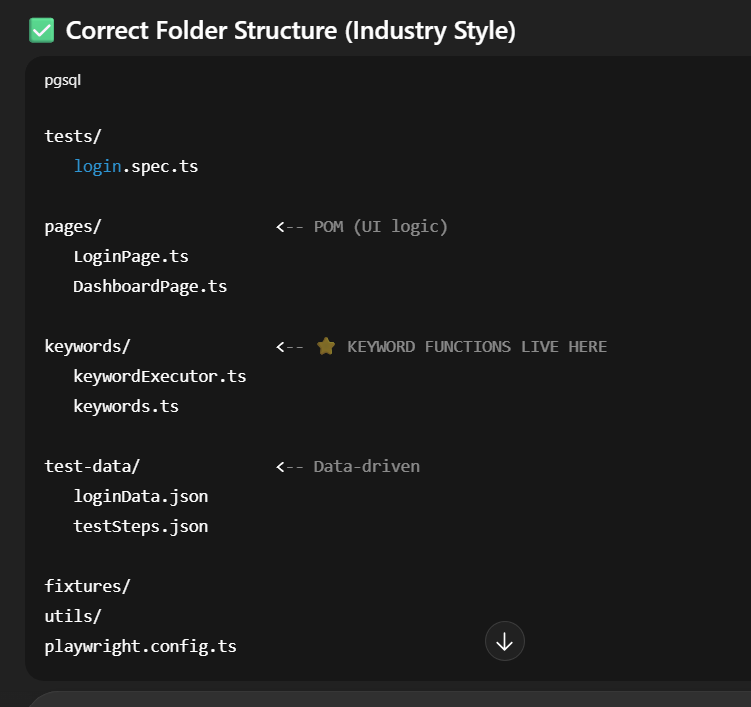 ✅ Correct Folder Structure (Industry Style)
pgsql
tests/
login.spec.ts
pages/ <-- POM (UI logic)
LoginPage.ts
DashboardPage.ts
keywords/ <-- ⭐ KEYWORD FUNCTIONS LIVE HERE
keywordExecutor.ts
keywords.ts
test-data/ <-- Data-driven
loginData.json
testSteps.json
fixtures/
utils/
playwright.config.ts